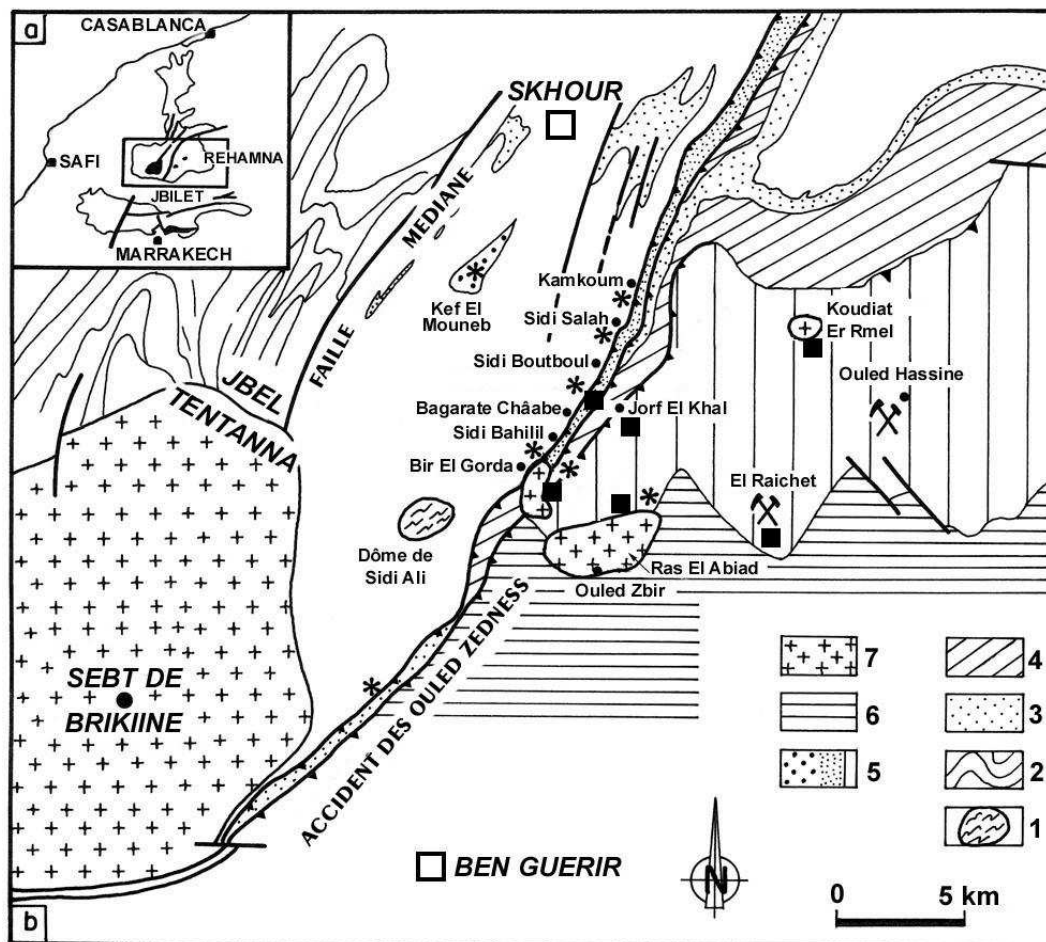 a
CASABLANCA
SAFI
REHAMNA
JBILET
MARRAKECH
SKHOUR
FAILLE MEDIANE
Kef El
Mouneb
Kamkoum
Sidi Salah
Sidi Boutboul
Koudiat
Er Rmel
Ouled Hassine
JBEL
TENTANNA
Bagarate Châabe
Jorf El Khal
Sidi Bahilil
Bir El Gorda
El Raichet
Dôme de
Sidi Ali
Ras El Abiad
Ouled Zbir
SEBT DE
BRIKIINE
ACCIDENT DES OULED ZEDNESS
7
4
6
3
5
2
1
BEN GUERIR
N
0 5 km
b